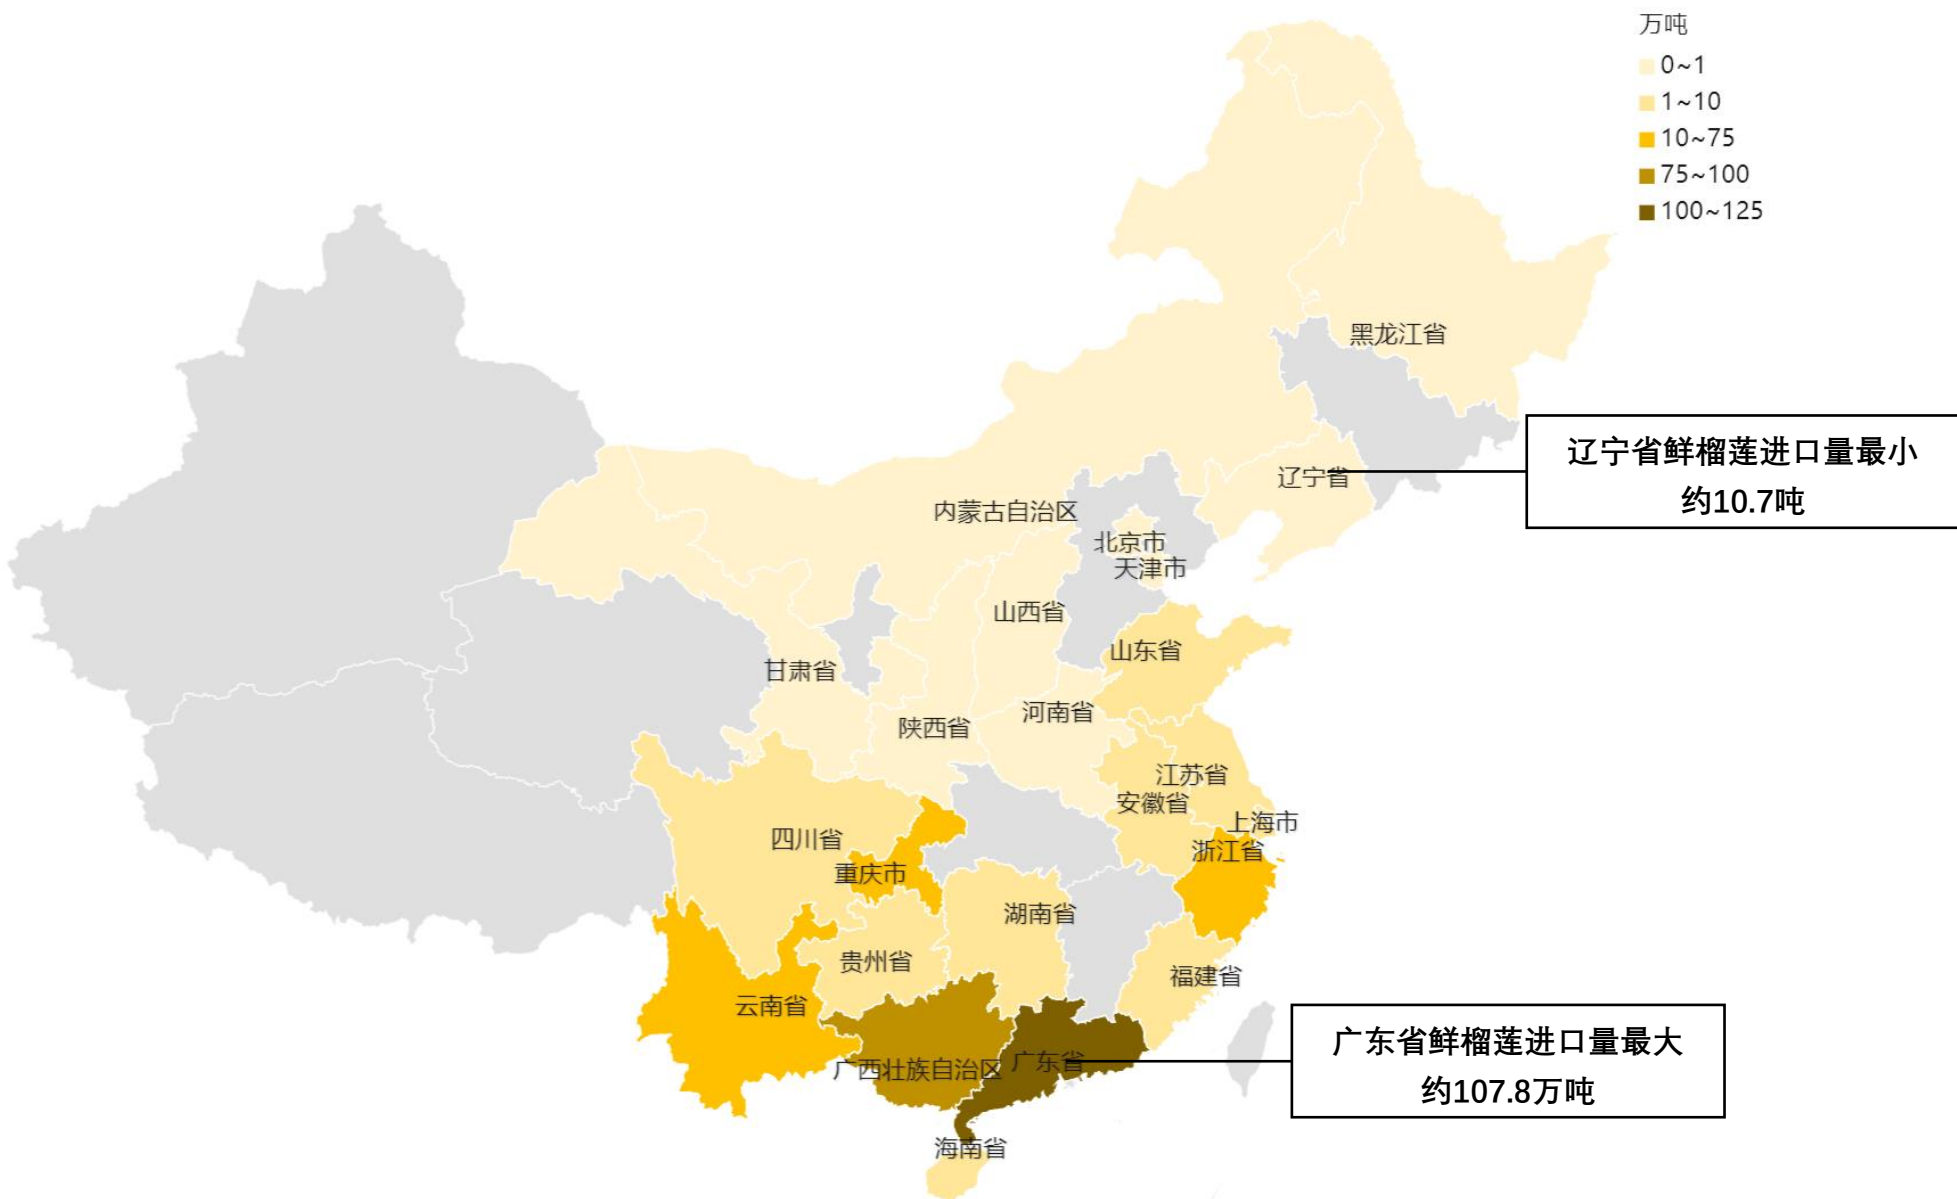 万吨
0~1
1~10
10~75
75~100
100~125
黑龙江省
辽宁省鲜榴莲进口量最小
约10.7吨
辽宁省
内蒙古自治区
北京市
天津市
山西省
山东省
甘肃省
河南省
陕西省
江苏省
安徽省
上海市
四川省
浙江省
重庆市
湖南省
贵州省
福建省
云南省
广东省鲜榴莲进口量最大
约107.8万吨
广西壮族自治区
广东省
海南省